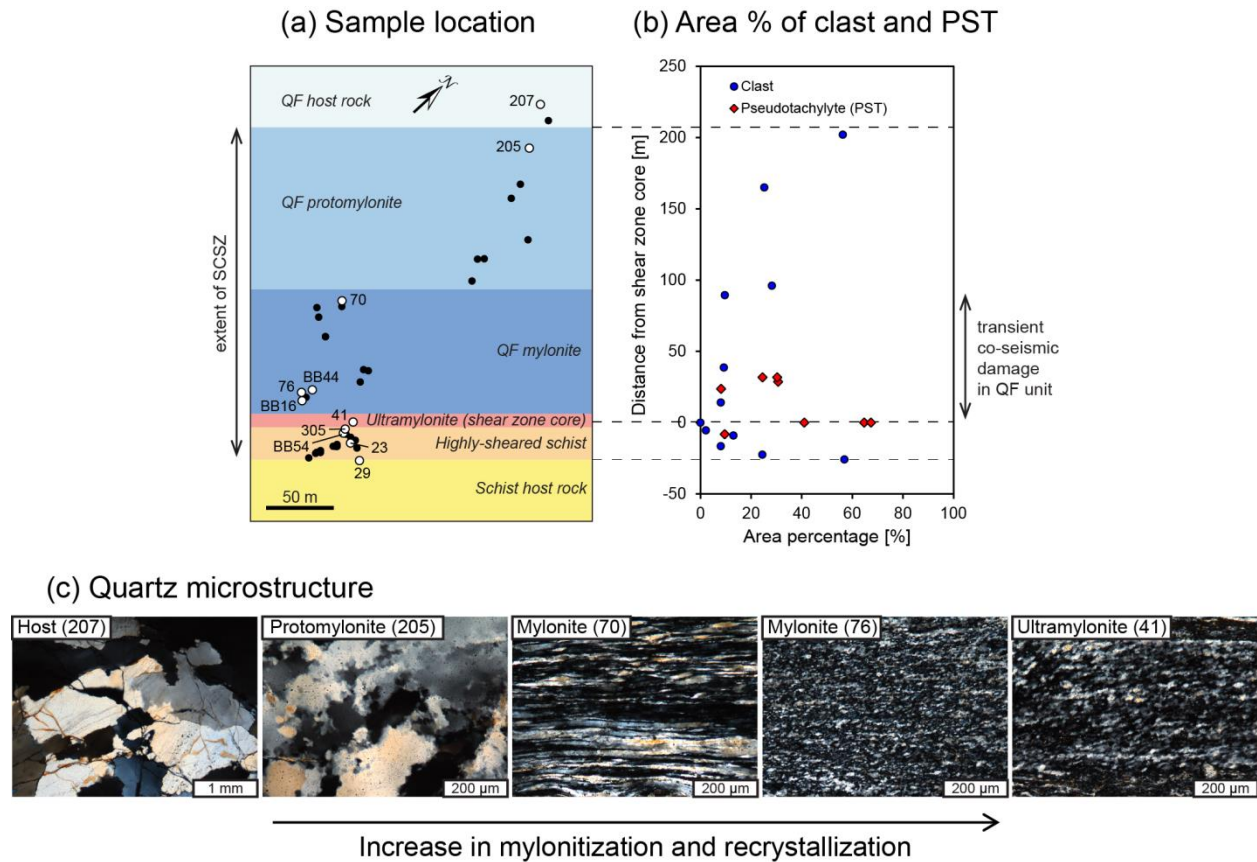 (a) Sample location
(b) Area % of clast and PST
QF host rock
N
207
205
QF protomylonite
extent of SCSZ
70
QF mylonite
76
BB44
BB16
41
Ultramylonite (shear zone core)
305
Highly-sheared schist
BB54
23
29
Schist host rock
50 m
Clast
Pseudotachylyte (PST)
Distance from shear zone core [m]
250
200
150
100
50
0
-50
0 20 40 60 80 100
Area percentage [%]
transient
co-seismic
damage
in QF unit
(c) Quartz microstructure
Host (207)
1 mm
Protomylonite (205)
200 µm
Mylonite (70)
200 µm
Mylonite (76)
200 µm
Ultramylonite (41)
200 µm
Increase in mylonitization and recrystallization